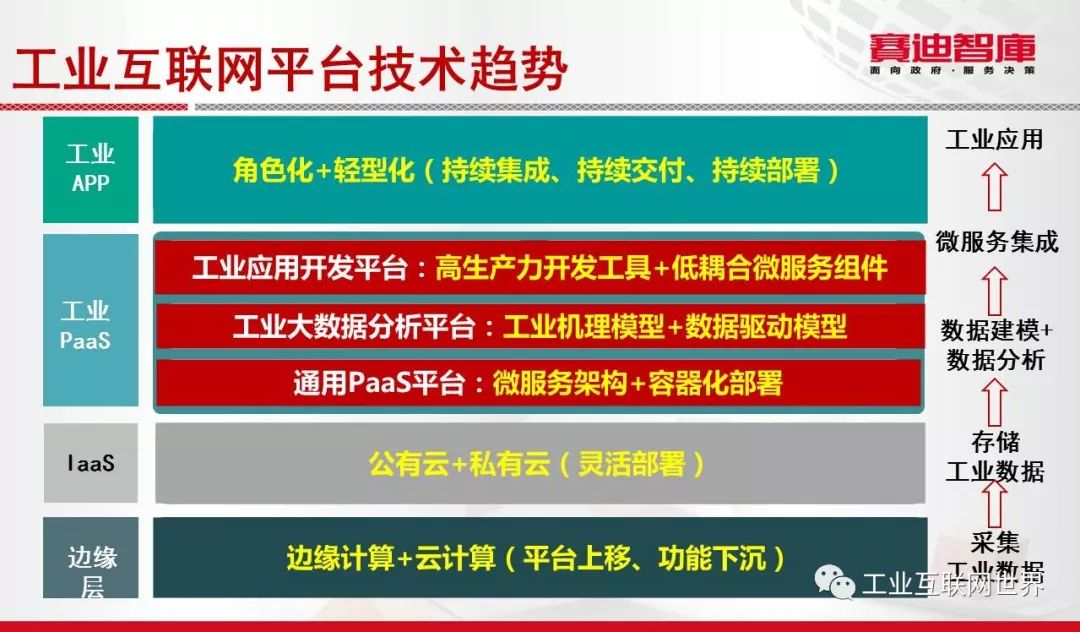 工业互联网平台技术趋势
赛迪智庫
面向政府·服务决策
工业
APP
角色化+轻型化（持续集成、持续交付、持续部署）
工业
PaaS
工业应用开发平台：高生产力开发工具+低耦合微服务组件
工业大数据分析平台：工业机理模型+数据驱动模型
通用PaaS平台：微服务架构+容器化部署
IaaS
公有云+私有云（灵活部署）
边缘
层
边缘计算+云计算（平台上移、功能下沉）
工业应用
微服务集成
数据建模+
数据分析
存储
工业数据
采集
工业数据
工业互联网世界